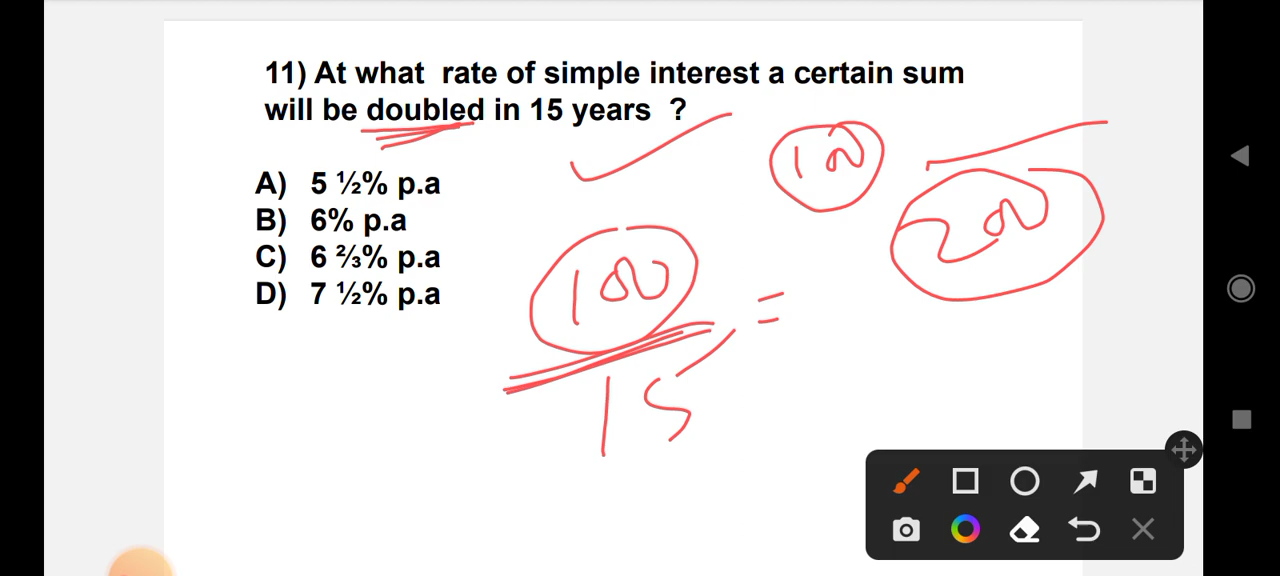 11) At what rate of simple interest a certain sum
will be doubled in 15 years ?
100
200
A) 5 ½% p.a
B) 6% p.a
C) 6 ⅔% p.a
D) 7 ½% p.a
100
=
15